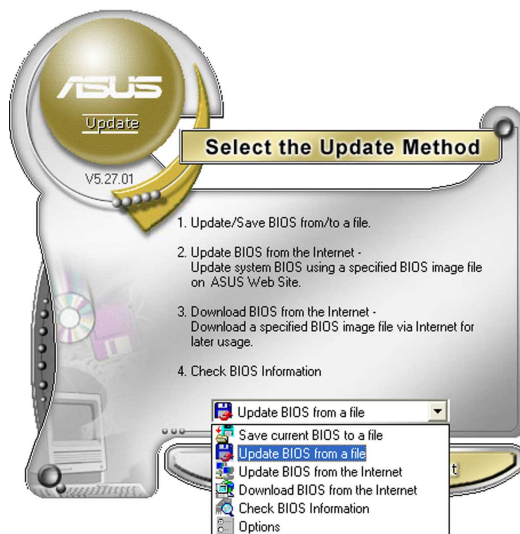 ASUS
Update
V5.27.01
Select the Update Method
1. Update/Save BIOS from/to a file.
2. Update BIOS from the Internet -
Update system BIOS using a specified BIOS image file
on ASUS Web Site.
3. Download BIOS from the Internet -
Download a specified BIOS image file via Internet for
later usage.
4. Check BIOS Information
Update BIOS from a file
Save current BIOS to a file
Update BIOS from a file
Update BIOS from the Internet
Download BIOS from the Internet
Check BIOS Information
Options